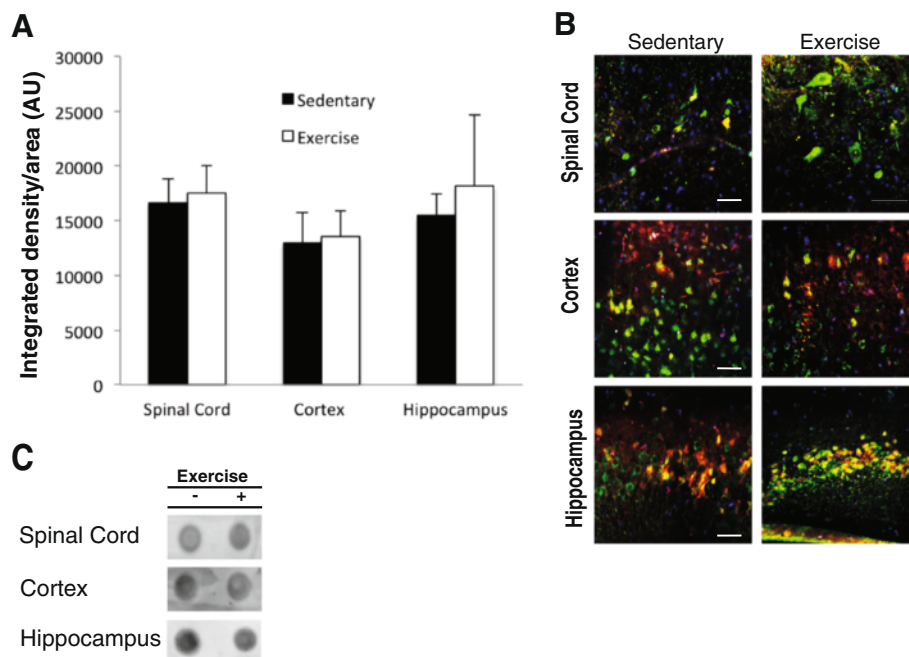 A
Integrated density/area (AU)
30000
25000
20000
15000
10000
5000
0
Sedentary
Exercise
Spinal Cord
Cortex
Hippocampus
B
Sedentary
Exercise
Spinal Cord
Cortex
Hippocampus
C
Exercise
- +
Spinal Cord
Cortex
Hippocampus